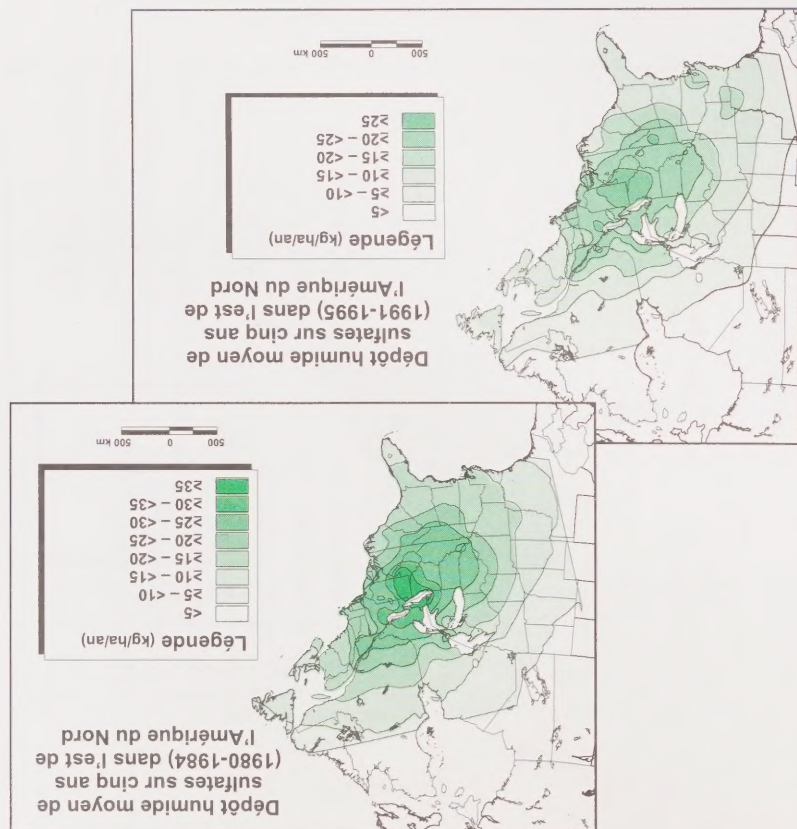 Dépôt humide moyen de
sulfates sur cinq ans
(1980-1984) dans l'est de
l'Amérique du Nord
Légende (kg/ha/an)
<5
≥5 – <10
≥10 – <15
≥15 – <20
≥20 – <25
≥25 – <30
≥30 – <35
≥35
500 0 500 km
Dépôt humide moyen de
sulfates sur cinq ans
(1991-1995) dans l'est de
l'Amérique du Nord
Légende (kg/ha/an)
<5
≥5 – <10
≥10 – <15
≥15 – <20
≥20 – <25
≥25
500 0 500 km